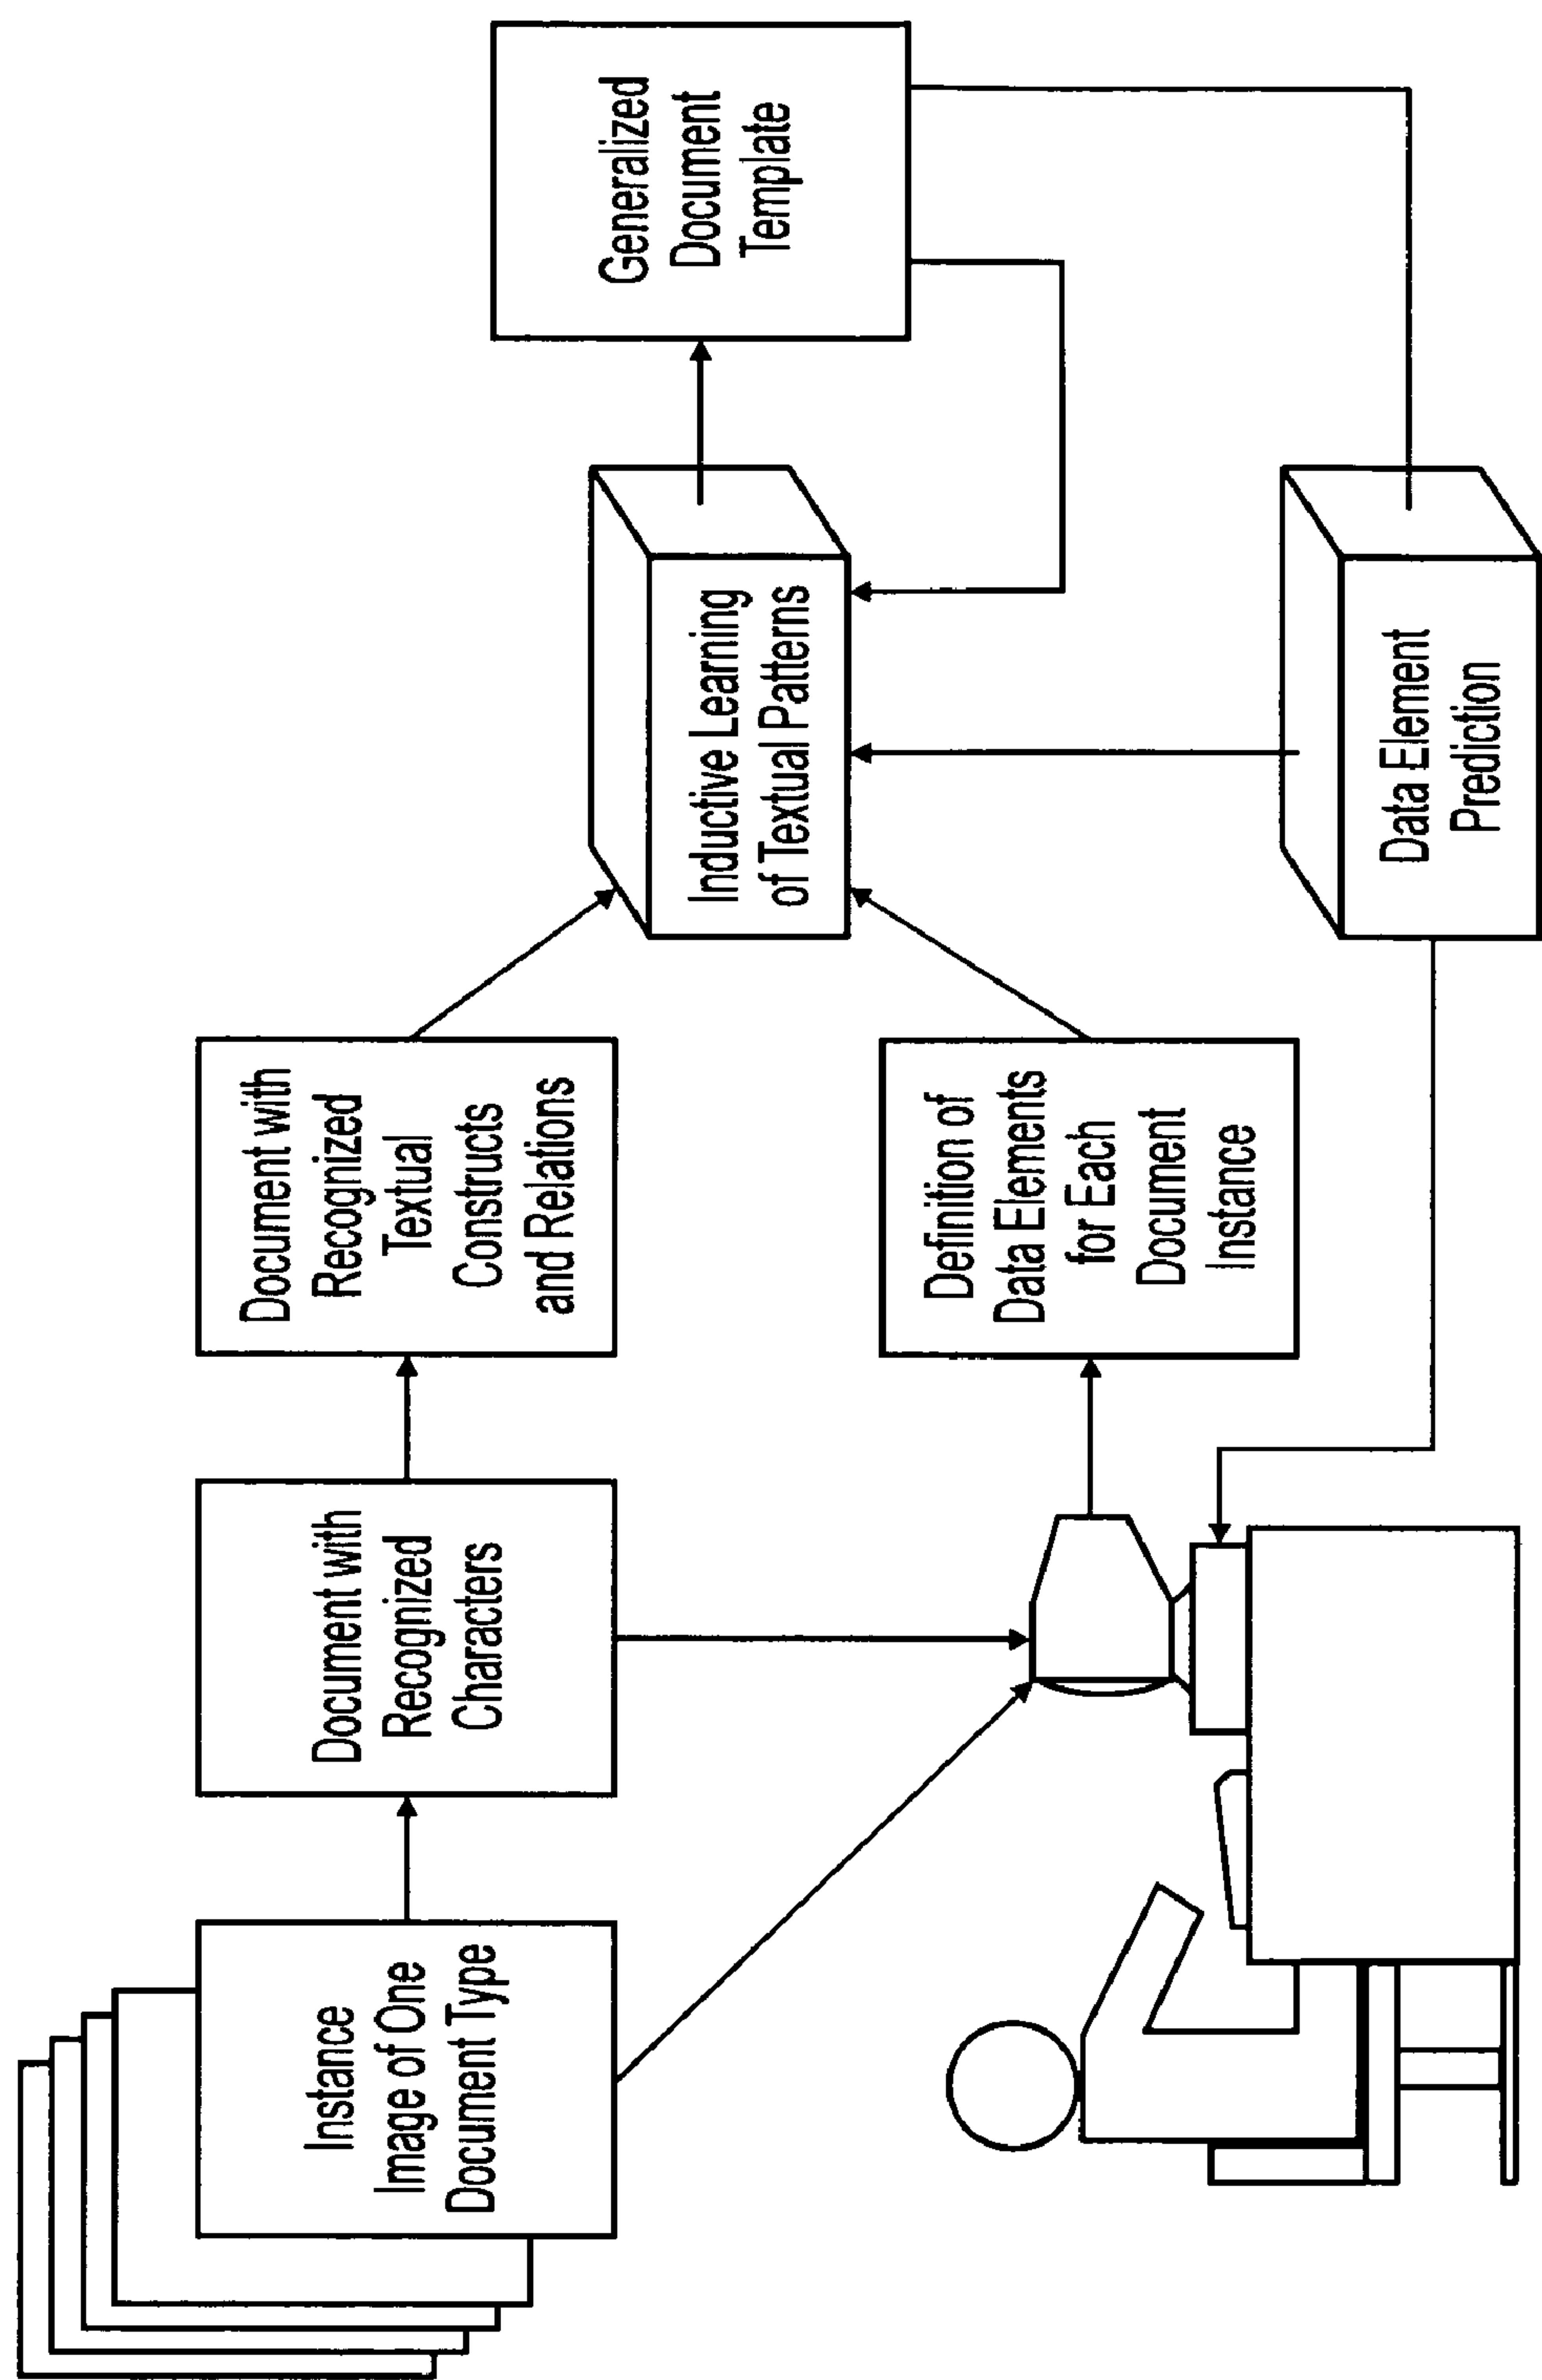 Instance
Image of One
Document Type
Document with
Recognized
Characters
Document with
Recognized
Textual
Constructs
and Relations
Definition of
Data Elements
for Each
Document
Instance
Inductive Learning
of Textual Patterns
Data Element
Prediction
Generalized
Document
Template